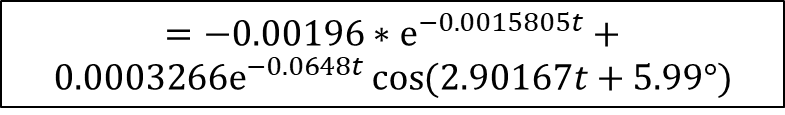 = −0.00196 ∗ e^{−0.0015805t} +
0.0003266e^{−0.0648t} cos(2.90167t + 5.99°)